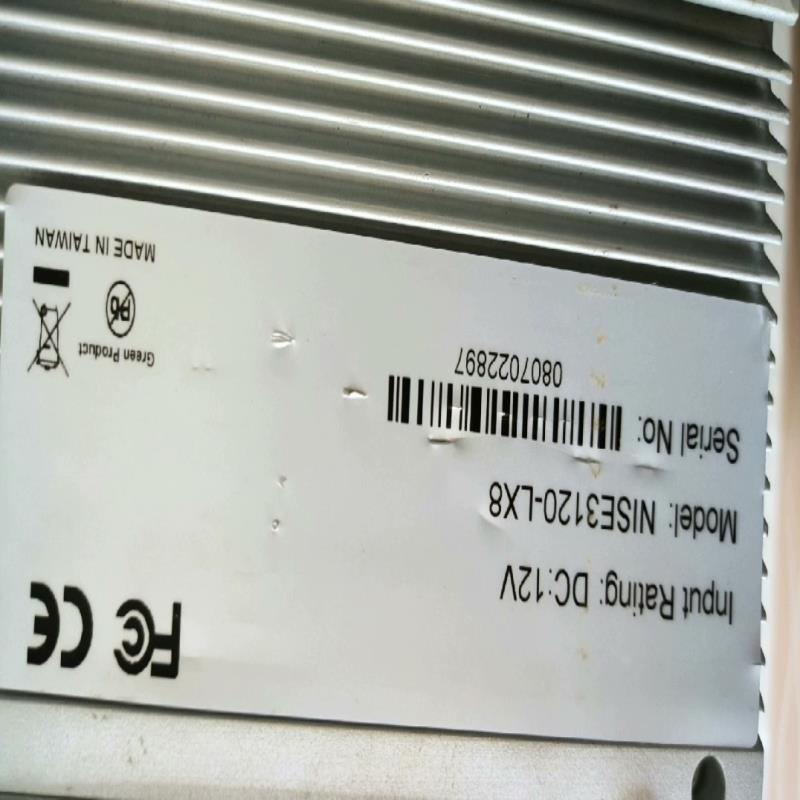 Input Rating: DC:12V
Model: NISE3120-LX8
Serial No:
0807022897
FC CE
Green Product
Pb
MADE IN TAIWAN